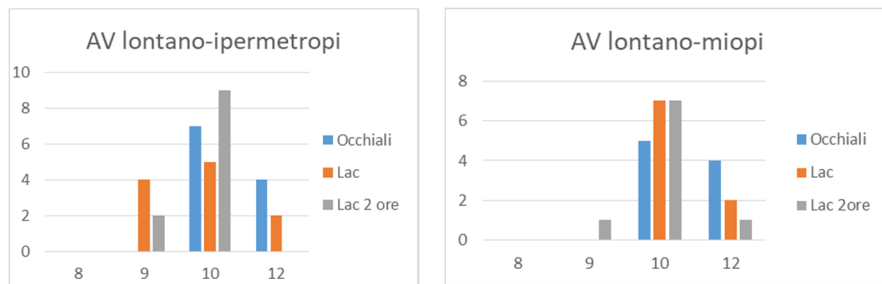 AV lontano-ipermetropi
10
8
6
4
2
0
8 9 10 12
Occhiali
Lac
Lac 2 ore
AV lontano-miopi
8
6
4
2
0
8 9 10 12
Occhiali
Lac
Lac 2ore